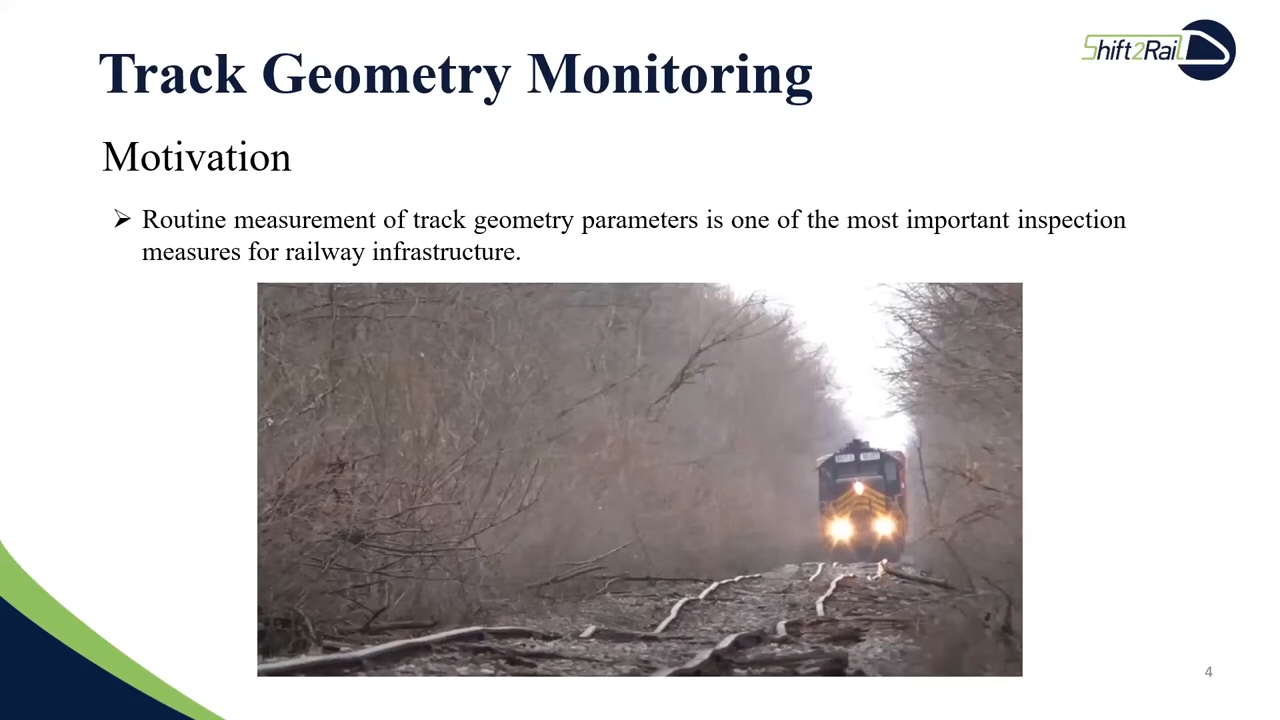 Shift2Rail
Track Geometry Monitoring
Motivation
Routine measurement of track geometry parameters is one of the most important inspection
measures for railway infrastructure.
4